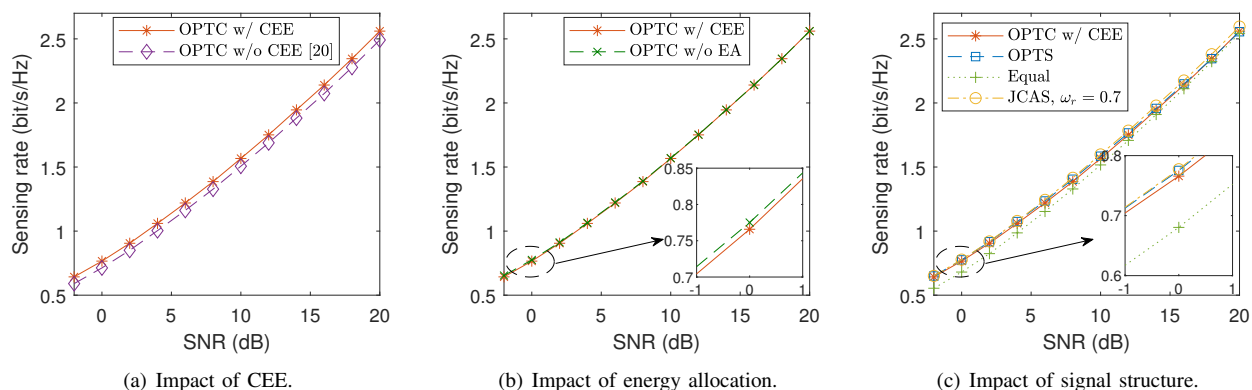 OPTC w/ CEE
OPTC w/o CEE [20]
Sensing rate (bit/s/Hz)
2.5
2
1.5
1
0.5
0 5 10 15 20
SNR (dB)
(a) Impact of CEE.
OPTC w/ CEE
OPTC w/o EA
Sensing rate (bit/s/Hz)
2.5
2
1.5
1
0.5
0.85
0.8
0.75
0.7
-1 0 1
0 5 10 15 20
SNR (dB)
(b) Impact of energy allocation.
OPTC w/ CEE
OPTS
Equal
JCAS, ω_r = 0.7
Sensing rate (bit/s/Hz)
2.5
2
1.5
1
0.5
0.8
0.7
0.6
-1 0 1
0 5 10 15 20
SNR (dB)
(c) Impact of signal structure.